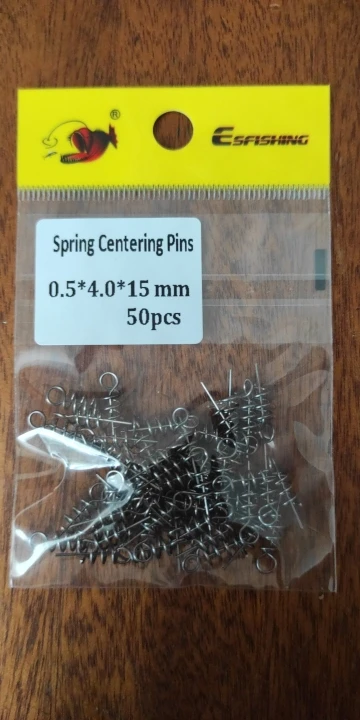 ®
ESFISHING
Spring Centering Pins
0.5*4.0*15 mm
50pcs